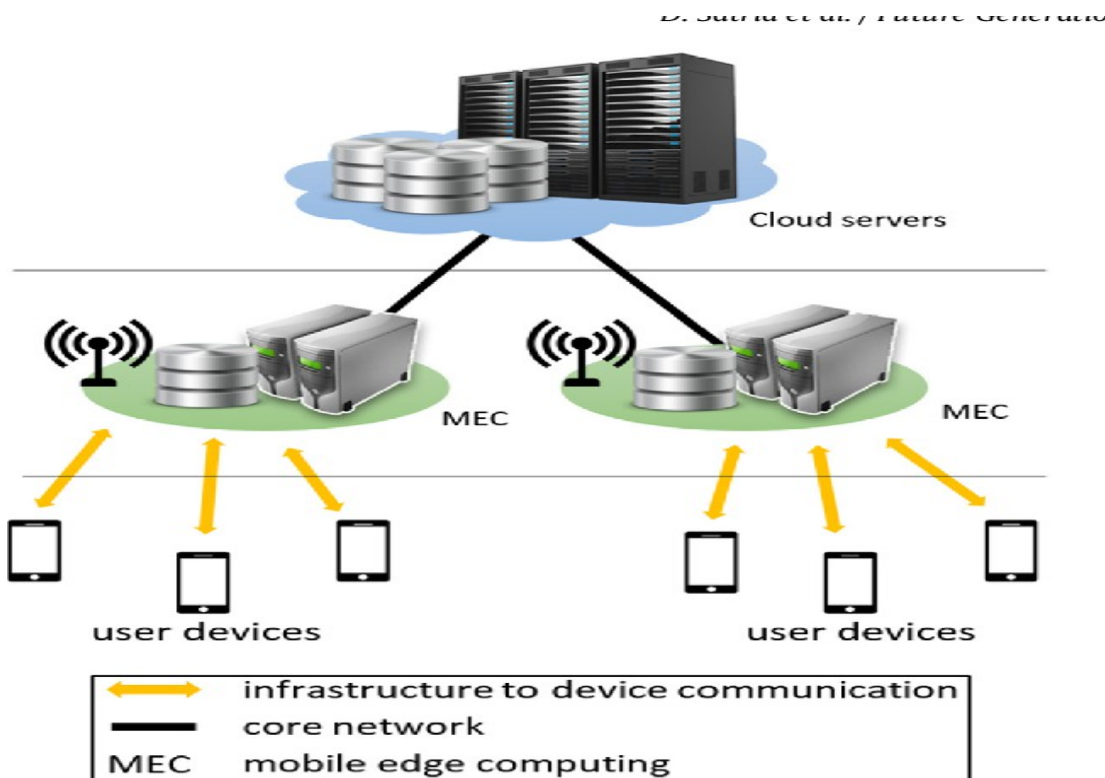 Cloud servers
MEC
MEC
user devices
user devices
infrastructure to device communication
core network
MEC mobile edge computing